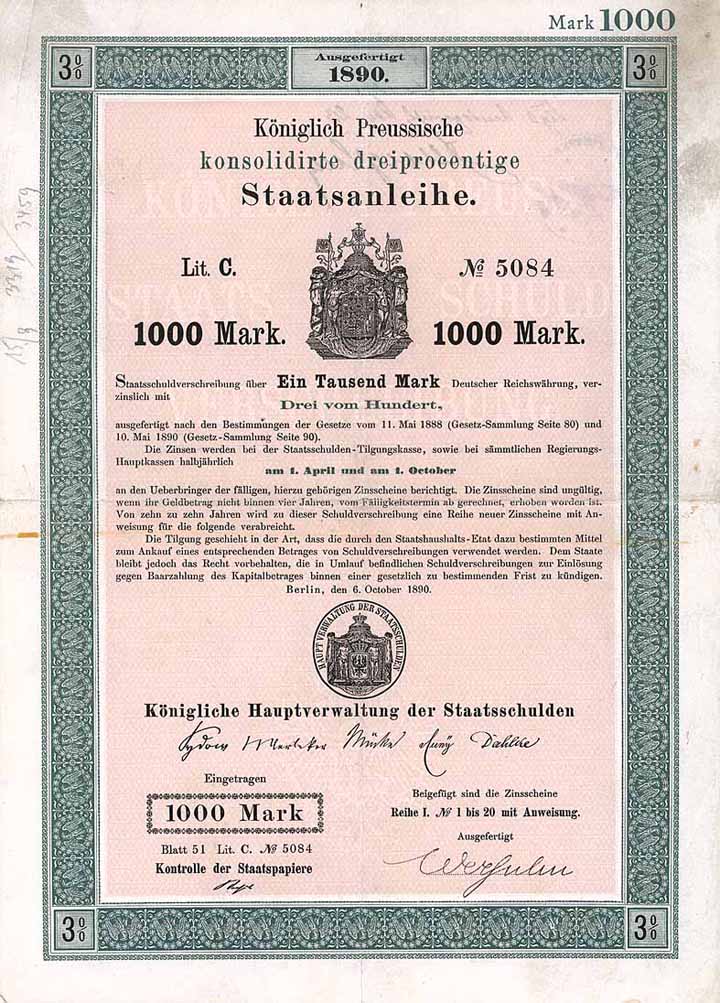 Mark 1000
3%
Ausgefertigt
1890.
3%
Königlich Preussische
konsolidirte dreiprocentige
Staatsanleihe.
Lit. C.
№ 5084
1000 Mark.
1000 Mark.
Staatsschuldverschreibung über Ein Tausend Mark Deutscher Reichswährung, ver-
zinslich mit
Drei vom Hundert,
ausgefertigt nach den Bestimmungen der Gesetze vom 11. Mai 1888 (Gesetz-Sammlung Seite 80) und
10. Mai 1890 (Gesetz-Sammlung Seite 90).
Die Zinsen werden bei der Staatsschulden-Tilgungskasse, sowie bei sämmtlichen Regierungs-
Hauptkassen halbjährlich
am 1. April und am 1. October
an den Ueberbringer der fälligen, hierzu gehörigen Zinsscheine berichtigt. Die Zinsscheine sind ungültig,
wenn ihr Geldbetrag nicht binnen vier Jahren, vom Fälligkeitstermin ab gerechnet, erhoben worden ist.
Von zehn zu zehn Jahren wird zu dieser Schuldverschreibung eine Reihe neuer Zinsscheine mit An-
weisung für die folgende verabreicht.
Die Tilgung geschieht in der Art, dass die durch den Staatshaushalts-Etat dazu bestimmten Mittel
zum Ankauf eines entsprechenden Betrages von Schuldverschreibungen verwendet werden. Dem Staate
bleibt jedoch das Recht vorbehalten, die in Umlauf befindlichen Schuldverschreibungen zur Einlösung
gegen Baarzahlung des Kapitalbetrages binnen einer gesetzlich zu bestimmenden Frist zu kündigen.
Berlin, den 6. October 1890.
HAUPT VERWALTUNG DER STAATSSCHULDEN
Königliche Hauptverwaltung der Staatsschulden
Sydow Merleker Mücke Dahlke
Eingetragen
1000 Mark
Blatt 51 Lit. C. № 5084
Kontrolle der Staatspapiere
Beigefügt sind die Zinsscheine
Reihe I. № 1 bis 20 mit Anweisung.
Ausgefertigt
3%
3%